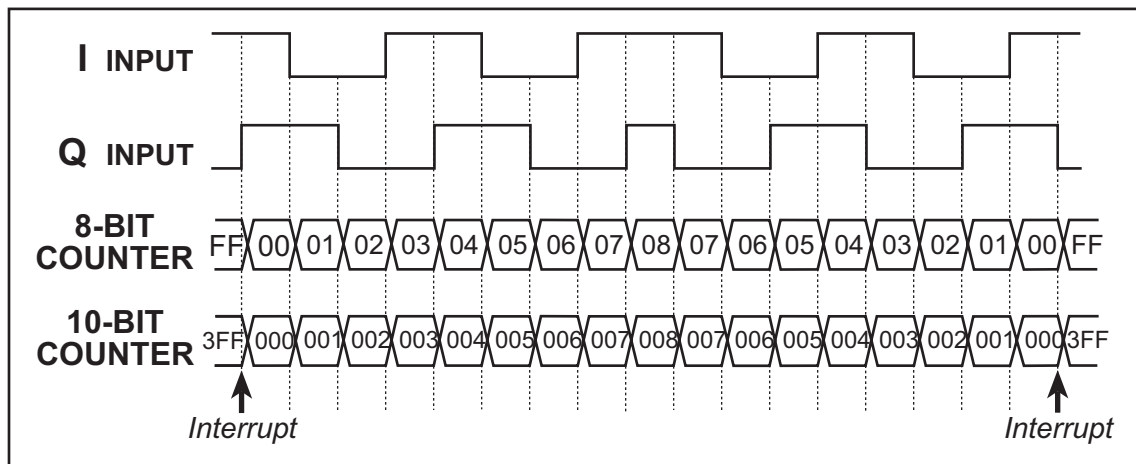 I INPUT
Q INPUT
8-BIT
COUNTER
FF 00 01 02 03 04 05 06 07 08 07 06 05 04 03 02 01 00 FF
10-BIT
COUNTER
3FF 000 001 002 003 004 005 006 007 008 007 006 005 004 003 002 001 000 3FF
Interrupt Interrupt